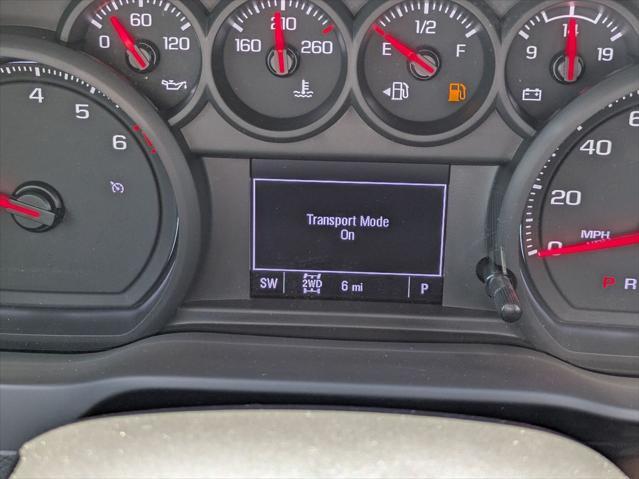 0 60 120
160 210 260
E 1/2 F
9 14 19
4 5 6
Transport Mode
On
SW 2WD 6 mi P
0 20 40
MPH
P R